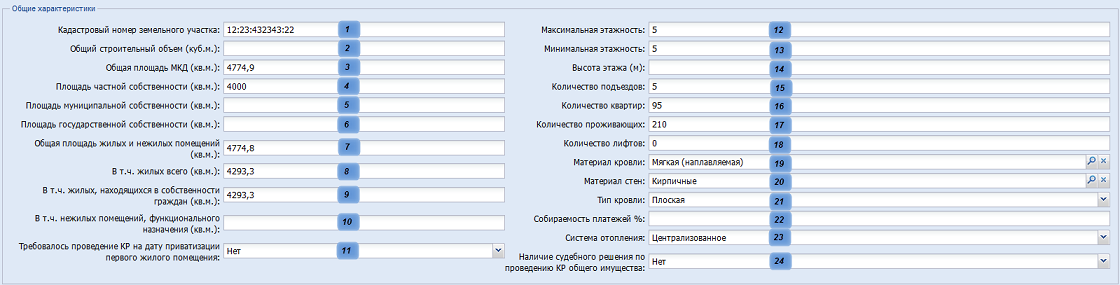 Общие характеристики
Кадастровый номер земельного участка: 12:23:432343:22 1
Общий строительный объем (куб.м.): 2
Общая площадь МКД (кв.м.): 4774,9 3
Площадь частной собственности (кв.м.): 4000 4
Площадь муниципальной собственности (кв.м.): 5
Площадь государственной собственности (кв.м.): 6
Общая площадь жилых и нежилых помещений
(кв.м.): 4774,8 7
В т.ч. жилых всего (кв.м.): 4293,3 8
В т.ч. жилых, находящихся в собственности
граждан (кв.м.): 4293,3 9
В т.ч. нежилых помещений, функционального
назначения (кв.м.): 10
Требовалось проведение КР на дату приватизации
первого жилого помещения: Нет 11
Максимальная этажность: 5 12
Минимальная этажность: 5 13
Высота этажа (м): 14
Количество подъездов: 5 15
Количество квартир: 95 16
Количество проживающих: 210 17
Количество лифтов: 0 18
Материал кровли: Мягкая (наплавляемая) 19
Материал стен: Кирпичные 20
Тип кровли: Плоская 21
Собираемость платежей %: 22
Система отопления: Централизованное 23
Наличие судебного решения по
проведению КР общего имущества: Нет 24